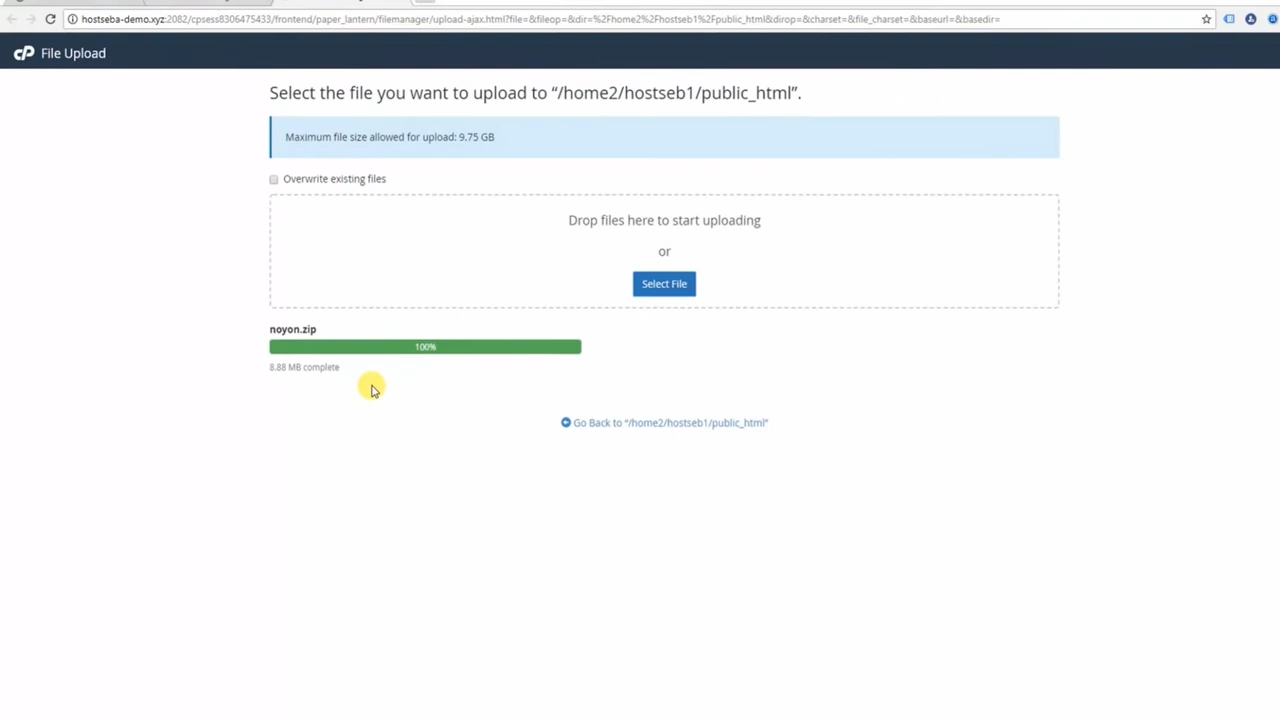 hostseba-demo.xyz:2082/cpsess8306475433/frontend/paper_lantern/filemanager/upload-ajax.html?file=&fileop=&dir=%2Fhome2%2Fhostseb1%2Fpublic_html&dirop=&charset=&file_charset=&baseurl=&basedir=
cP File Upload
Select the file you want to upload to “/home2/hostseb1/public_html”.
Maximum file size allowed for upload: 9.75 GB
Overwrite existing files
Drop files here to start uploading
or
Select File
noyon.zip
100%
8.88 MB complete
Go Back to “/home2/hostseb1/public_html”